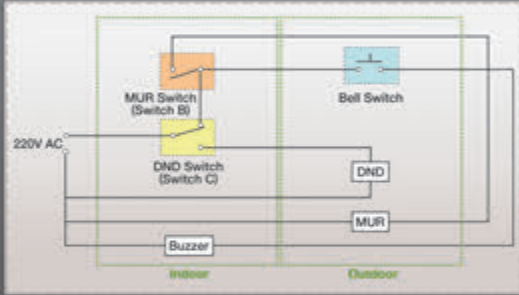 MUR Switch
(Switch B)
Bell Switch
220V AC
DND Switch
(Switch C)
DND
MUR
Buzzer
Indoor
Outdoor